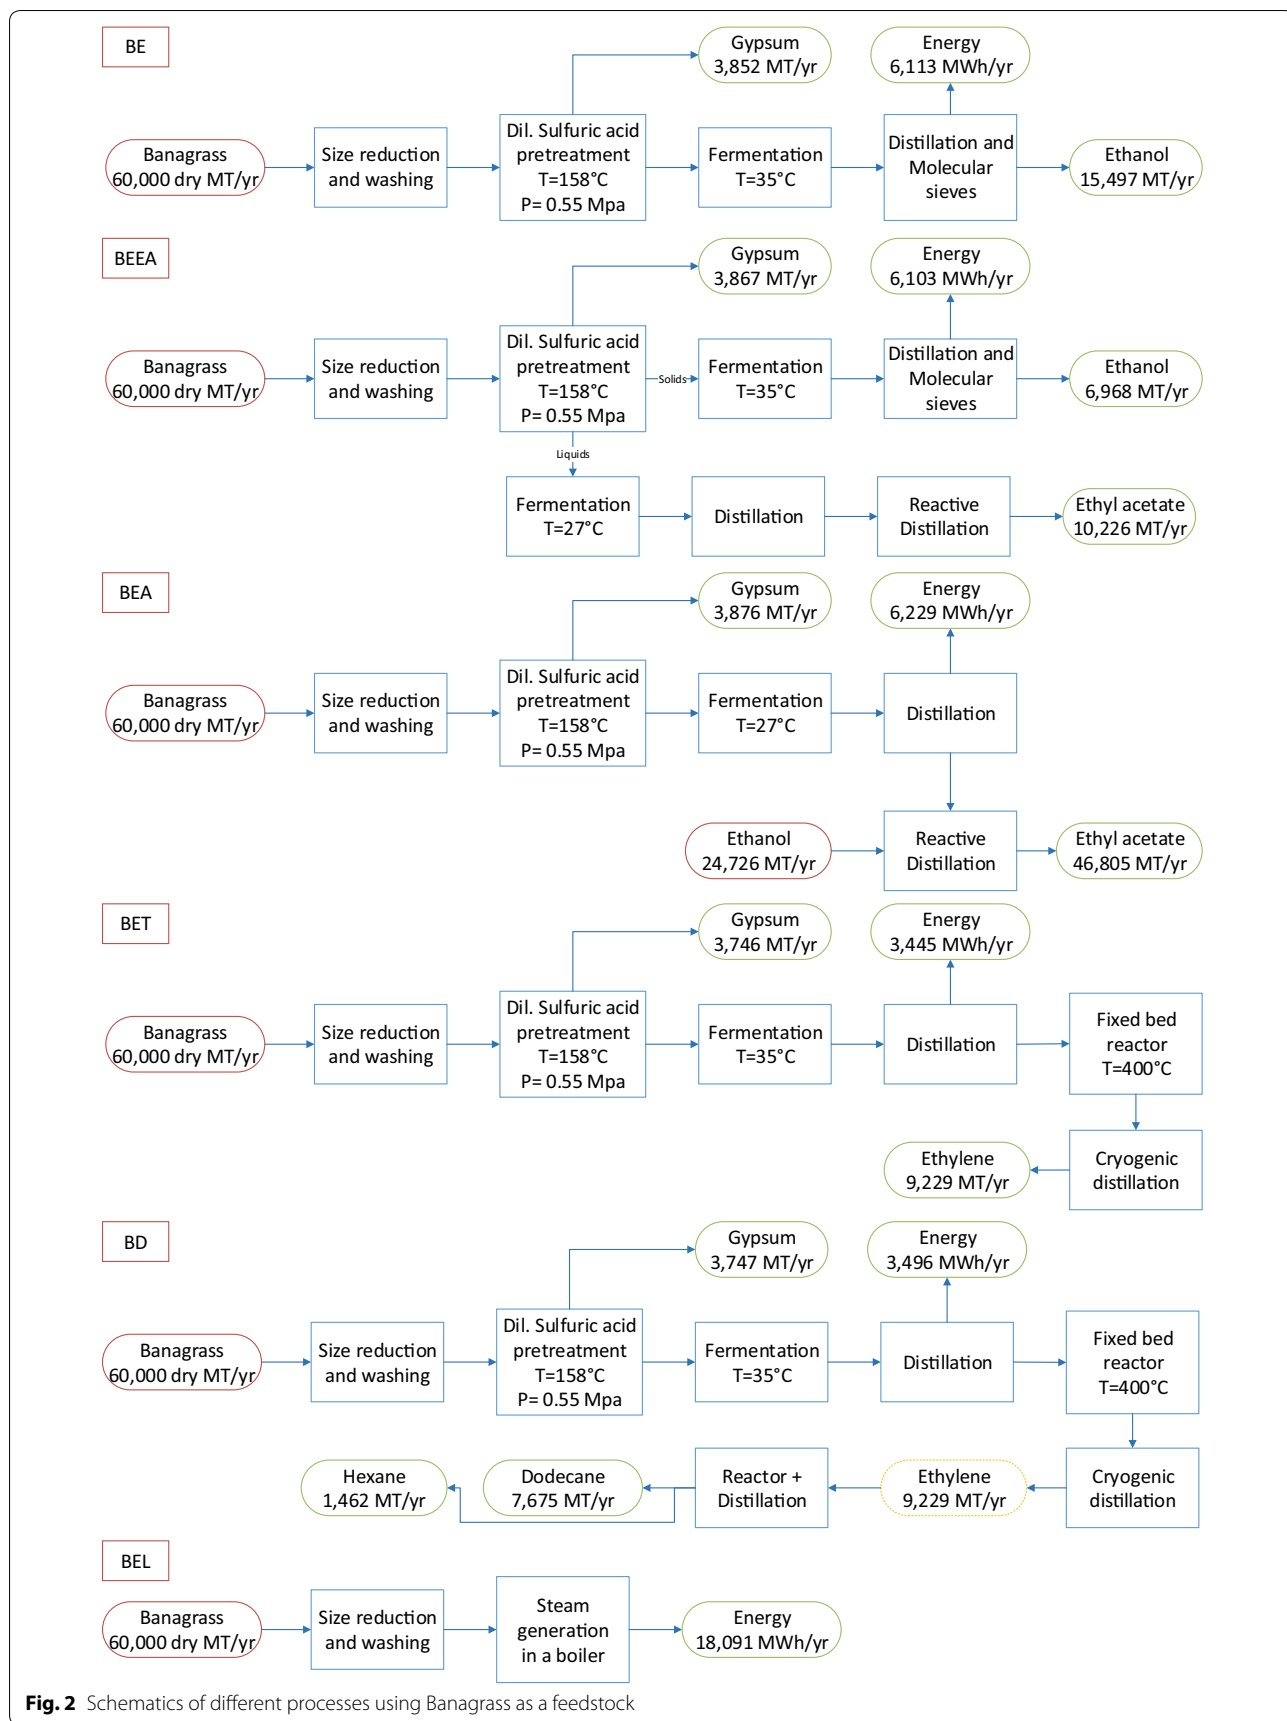 BE
Gypsum
3,852 MT/yr
Energy
6,113 MWh/yr
Banagrass
60,000 dry MT/yr
Size reduction
and washing
Dil. Sulfuric acid
pretreatment
T=158°C
P= 0.55 Mpa
Fermentation
T=35°C
Distillation and
Molecular
sieves
Ethanol
15,497 MT/yr
BEEA
Gypsum
3,867 MT/yr
Energy
6,103 MWh/yr
Banagrass
60,000 dry MT/yr
Size reduction
and washing
Dil. Sulfuric acid
pretreatment
T=158°C
P= 0.55 Mpa
Solids
Fermentation
T=35°C
Distillation and
Molecular
sieves
Ethanol
6,968 MT/yr
Liquids
Fermentation
T=27°C
Distillation
Reactive
Distillation
Ethyl acetate
10,226 MT/yr
BEA
Gypsum
3,876 MT/yr
Energy
6,229 MWh/yr
Banagrass
60,000 dry MT/yr
Size reduction
and washing
Dil. Sulfuric acid
pretreatment
T=158°C
P= 0.55 Mpa
Fermentation
T=27°C
Distillation
Ethanol
24,726 MT/yr
Reactive
Distillation
Ethyl acetate
46,805 MT/yr
BET
Gypsum
3,746 MT/yr
Energy
3,445 MWh/yr
Banagrass
60,000 dry MT/yr
Size reduction
and washing
Dil. Sulfuric acid
pretreatment
T=158°C
P= 0.55 Mpa
Fermentation
T=35°C
Distillation
Fixed bed
reactor
T=400°C
Ethylene
9,229 MT/yr
Cryogenic
distillation
BD
Gypsum
3,747 MT/yr
Energy
3,496 MWh/yr
Banagrass
60,000 dry MT/yr
Size reduction
and washing
Dil. Sulfuric acid
pretreatment
T=158°C
P= 0.55 Mpa
Fermentation
T=35°C
Distillation
Fixed bed
reactor
T=400°C
Hexane
1,462 MT/yr
Dodecane
7,675 MT/yr
Reactor +
Distillation
Ethylene
9,229 MT/yr
Cryogenic
distillation
BEL
Banagrass
60,000 dry MT/yr
Size reduction
and washing
Steam
generation
in a boiler
Energy
18,091 MWh/yr
Fig. 2 Schematics of different processes using Banagrass as a feedstock